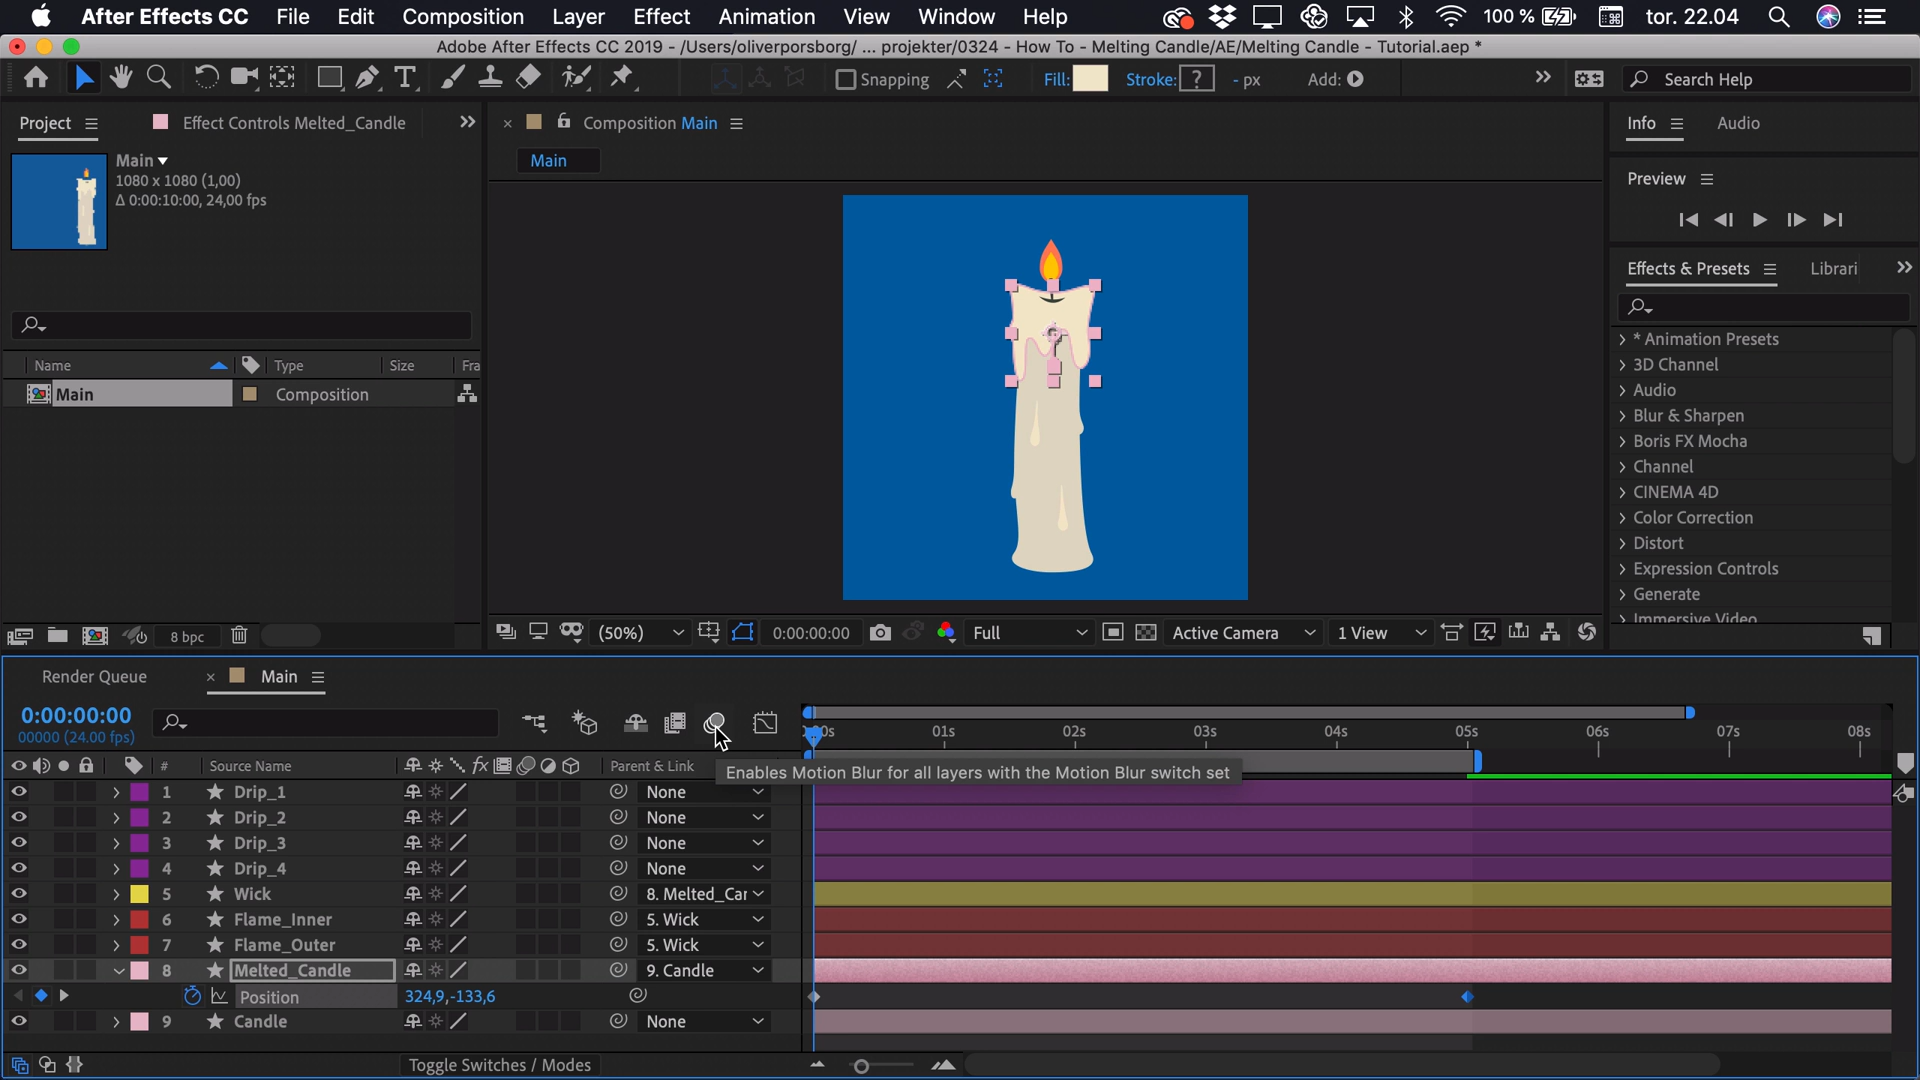 After Effects CC File Edit Composition Layer Effect Animation View Window Help 100 % tor. 22.04
Adobe After Effects CC 2019 - /Users/oliverporsborg/ ... projekter/0324 - How To - Melting Candle/AE/Melting Candle - Tutorial.aep *
Snapping Fill: Stroke: ? - px Add: Search Help
Project Effect Controls Melted_Candle
Composition Main
Info Audio
Main
1080 x 1080 (1,00)
Δ 0:00:10:00, 24,00 fps
Main
Preview
Effects & Presets Librari
Name Type Size Fra
Main Composition
* Animation Presets
3D Channel
Audio
Blur & Sharpen
Boris FX Mocha
Channel
CINEMA 4D
Color Correction
Distort
Expression Controls
Generate
Immersive Video
8 bpc
(50%) 0:00:00:00 Full Active Camera 1 View
Render Queue Main
0:00:00:00
00000 (24.00 fps)
01s 02s 03s 04s 05s 06s 07s 08s
# Source Name fx Parent & Link
Enables Motion Blur for all layers with the Motion Blur switch set
1 Drip_1 None
2 Drip_2 None
3 Drip_3 None
4 Drip_4 None
5 Wick 8. Melted_Car
6 Flame_Inner 5. Wick
7 Flame_Outer 5. Wick
8 Melted_Candle 9. Candle
Position 324,9,-133,6
9 Candle None
Toggle Switches / Modes